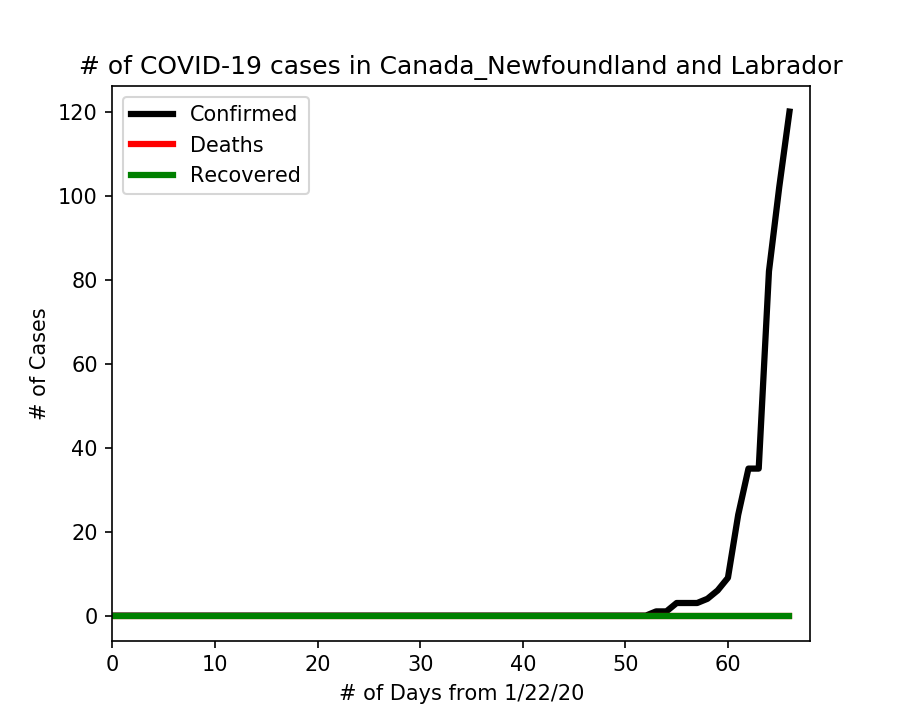 # of COVID-19 cases in Canada_Newfoundland and Labrador
Confirmed
Deaths
Recovered
120
100
80
60
40
20
0
# of Cases
0 10 20 30 40 50 60
# of Days from 1/22/20